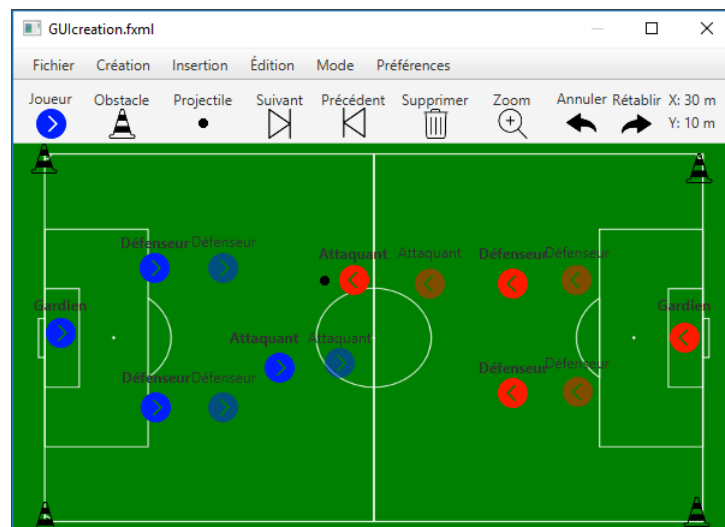 GUIcreation.fxml
Fichier Création Insertion Édition Mode Préférences
Joueur Obstacle Projectile Suivant Précédent Supprimer Zoom Annuler Rétablir X: 30 m
Y: 10 m
Défenseur Défenseur
Attaquant Attaquant Défenseur Défenseur
Gardien Gardien
Attaquant Attaquant
Défenseur Défenseur
Défenseur Défenseur